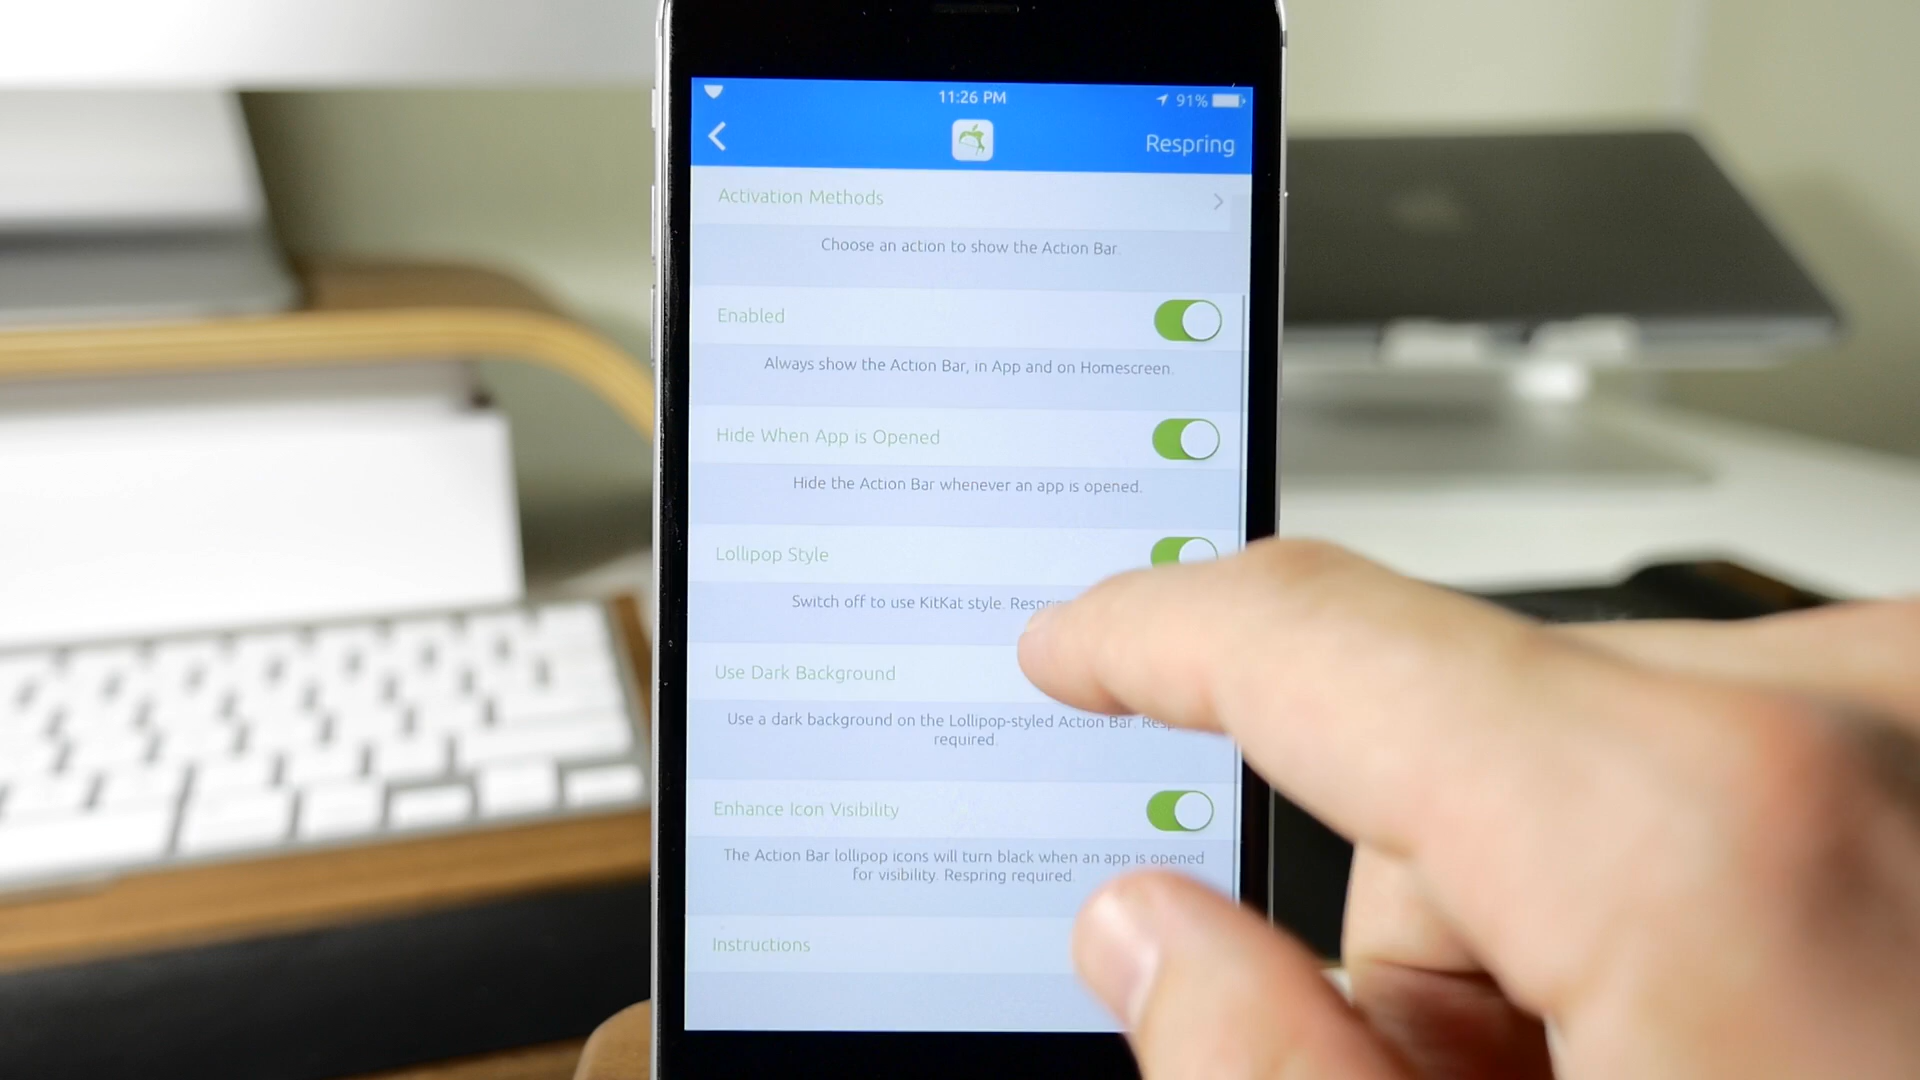 11:26 PM
91%
Respring
Activation Methods
Choose an action to show the Action Bar.
Enabled
Always show the Action Bar, in App and on Homescreen.
Hide When App is Opened
Hide the Action Bar whenever an app is opened.
Lollipop Style
Switch off to use KitKat style.
Use Dark Background
Use a dark background on the Lollipop-styled Action Bar.
required.
Enhance Icon Visibility
The Action Bar lollipop icons will turn black when an app is opened
for visibility. Respring required.
Instructions